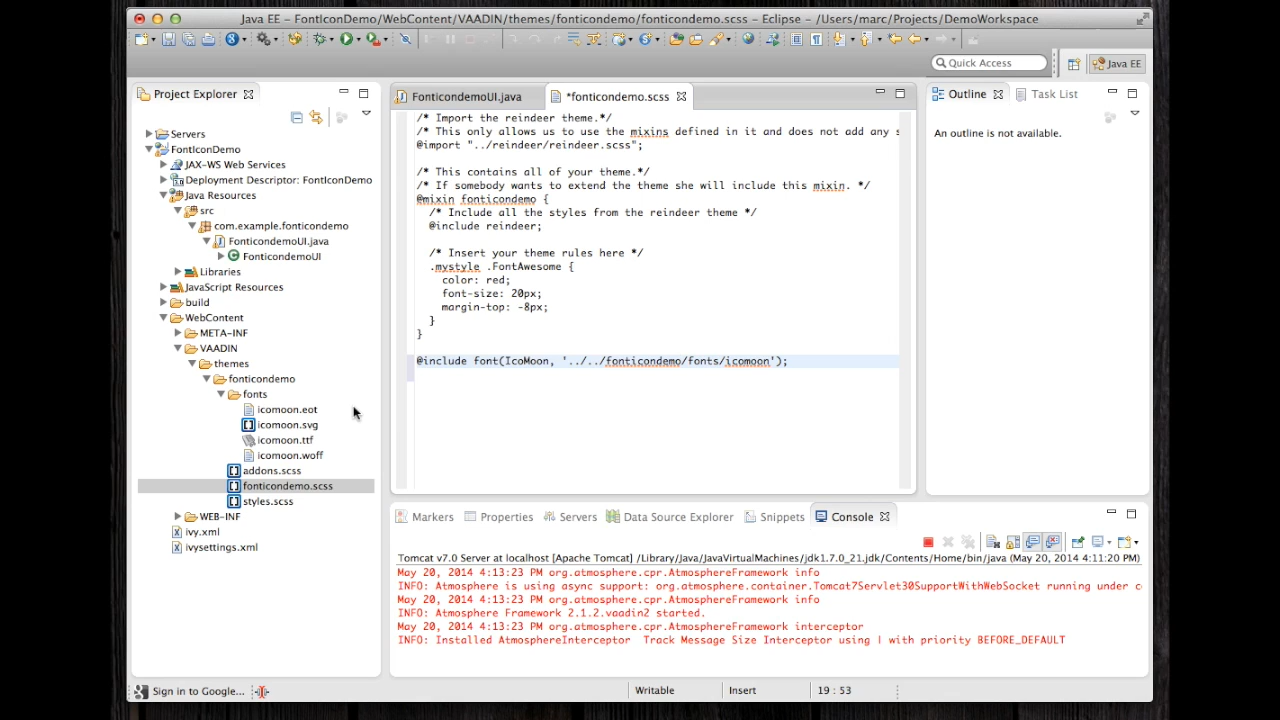 Java EE – FontIconDemo/WebContent/VAADIN/themes/fonticondemo/fonticondemo.scss – Eclipse – /Users/marc/Projects/DemoWorkspace
Quick Access
Java EE
Project Explorer
Servers
FontIconDemo
JAX-WS Web Services
Deployment Descriptor: FontIconDemo
Java Resources
src
com.example.fonticondemo
FonticondemoUI.java
FonticondemoUI
Libraries
JavaScript Resources
build
WebContent
META-INF
VAADIN
themes
fonticondemo
fonts
icomoon.eot
icomoon.svg
icomoon.ttf
icomoon.woff
addons.scss
fonticondemo.scss
styles.scss
WEB-INF
ivy.xml
ivysettings.xml
FonticondemoUI.java *fonticondemo.scss
/* Import the reindeer theme.*/
/* This only allows us to use the mixins defined in it and does not add any s
@import "../reindeer/reindeer.scss";
/* This contains all of your theme.*/
/* If somebody wants to extend the theme she will include this mixin. */
@mixin fonticondemo {
/* Include all the styles from the reindeer theme */
@include reindeer;
/* Insert your theme rules here */
.mystyle .FontAwesome {
color: red;
font-size: 20px;
margin-top: -8px;
}
}
@include font(IcoMoon, '../../fonticondemo/fonts/icomoon');
Outline Task List
An outline is not available.
Markers Properties Servers Data Source Explorer Snippets Console
Tomcat v7.0 Server at localhost [Apache Tomcat] /Library/Java/JavaVirtualMachines/jdk1.7.0_21.jdk/Contents/Home/bin/java (May 20, 2014 4:11:20 PM)
May 20, 2014 4:13:23 PM org.atmosphere.cpr.AtmosphereFramework info
INFO: Atmosphere is using async support: org.atmosphere.container.Tomcat7Servlet30SupportWithWebSocket running under c
May 20, 2014 4:13:23 PM org.atmosphere.cpr.AtmosphereFramework info
INFO: Atmosphere Framework 2.1.2.vaadin2 started.
May 20, 2014 4:13:23 PM org.atmosphere.cpr.AtmosphereFramework interceptor
INFO: Installed AtmosphereInterceptor  Track Message Size Interceptor using | with priority BEFORE_DEFAULT
Sign in to Google...
Writable
Insert
19 : 53